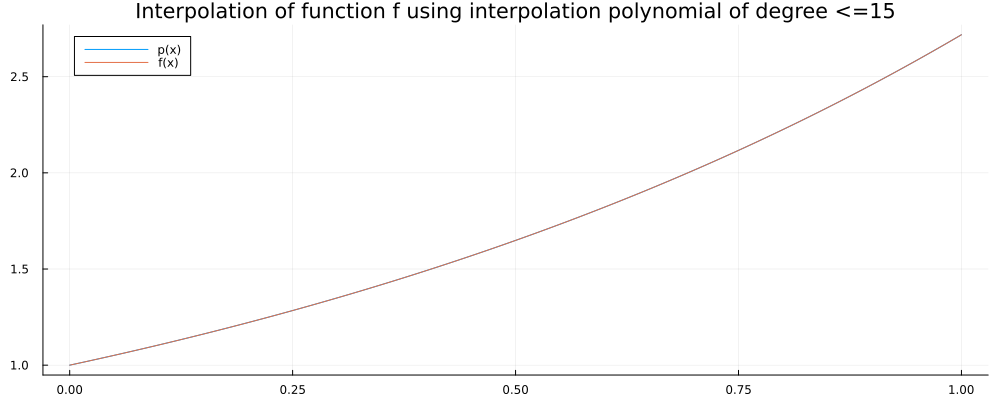 Interpolation of function f using interpolation polynomial of degree <=15
p(x)
f(x)
2.5
2.0
1.5
1.0
0.00 0.25 0.50 0.75 1.00